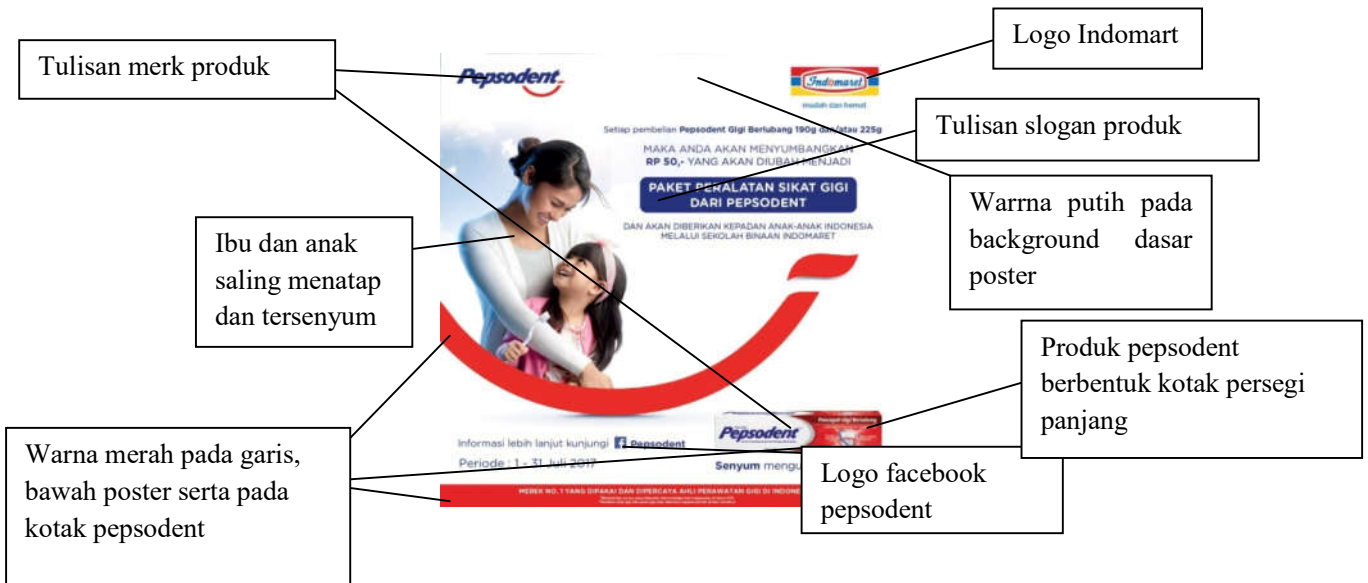 Logo Indomart
Tulisan merk produk
Pepsodent
Indomaret
mudah dan hemat
Setiap pembelian Pepsodent Gigi Berlubang 190g dan/atau 225g
Tulisan slogan produk
MAKA ANDA AKAN MENYUMBANGKAN
RP 50,- YANG AKAN DIUBAH MENJADI
PAKET PERALATAN SIKAT GIGI
DARI PEPSODENT
Warrna putih pada
background dasar
poster
DAN AKAN DIBERIKAN KEPADAN ANAK-ANAK INDONESIA
MELALUI SEKOLAH BINAAN INDOMARET
Ibu dan anak
saling menatap
dan tersenyum
Produk pepsodent
berbentuk kotak persegi
panjang
Pepsodent
Informasi lebih lanjut kunjungi f Pepsodent
Warna merah pada garis,
bawah poster serta pada
kotak pepsodent
Periode : 1 - 31 Juli 2017
Senyum mengu
Logo facebook
pepsodent
MEREK NO. 1 YANG DIPAKAI DAN DIPERCAYA AHLI PERAWATAN GIGI DI INDONE